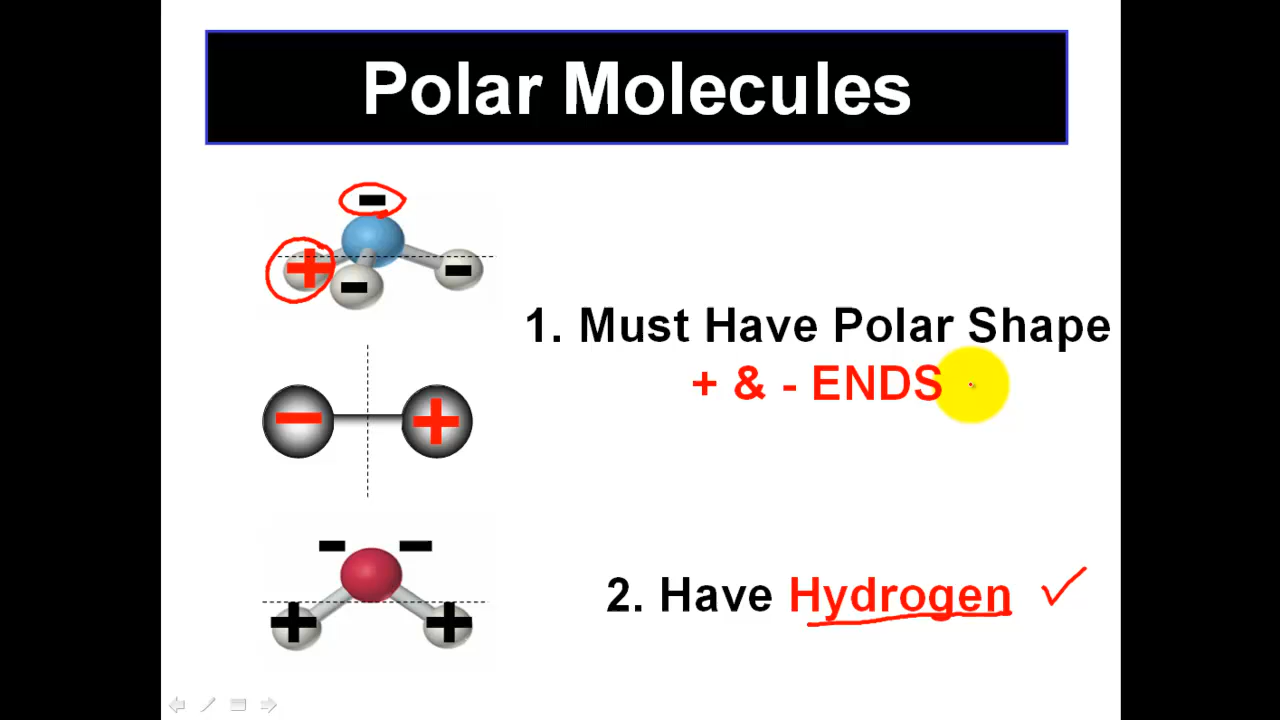 Polar Molecules
-
+ - -
1. Must Have Polar Shape
+ & - ENDS
- +
- -
2. Have Hydrogen ✓
+ +